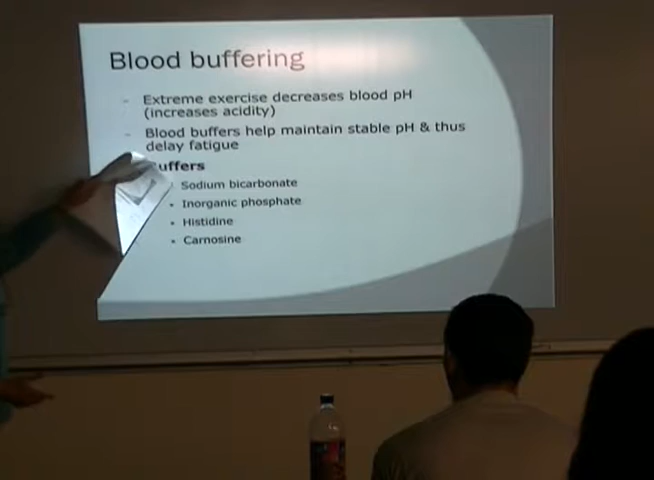 Blood buffering
- Extreme exercise decreases blood pH
(increases acidity)
- Blood buffers help maintain stable pH & thus
delay fatigue
uffers
• Sodium bicarbonate
• Inorganic phosphate
• Histidine
• Carnosine